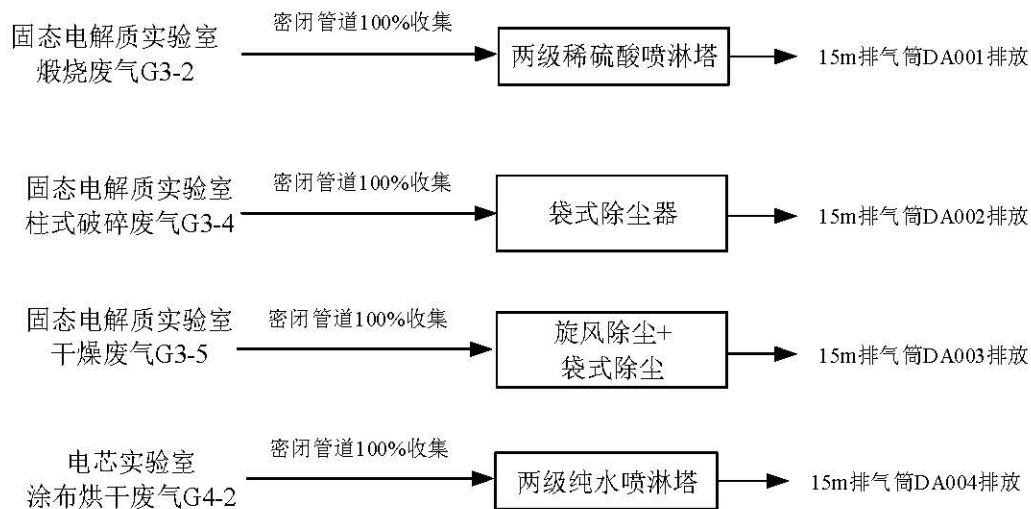 固态电解质实验室
煅烧废气G3-2
密闭管道100%收集
两级稀硫酸喷淋塔
15m排气筒DA001排放
固态电解质实验室
柱式破碎废气G3-4
密闭管道100%收集
袋式除尘器
15m排气筒DA002排放
固态电解质实验室
干燥废气G3-5
密闭管道100%收集
旋风除尘+
袋式除尘
15m排气筒DA003排放
电芯实验室
涂布烘干废气G4-2
密闭管道100%收集
两级纯水喷淋塔
15m排气筒DA004排放